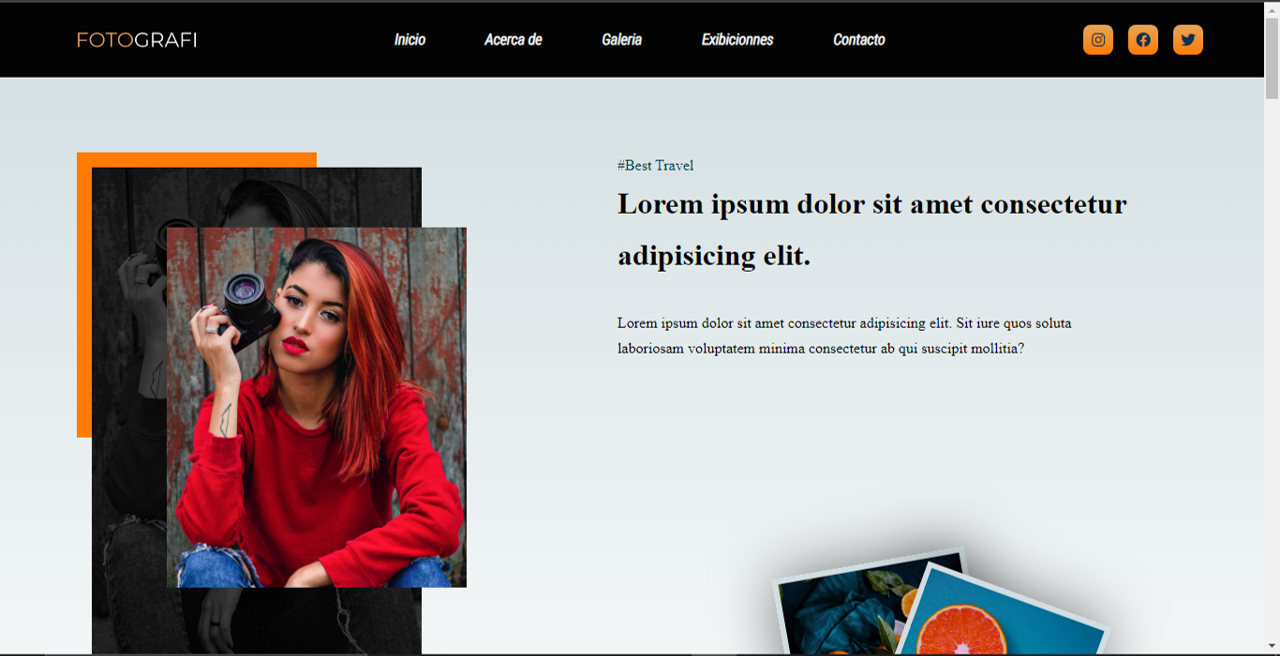 FOTOGRAFI
Inicio
Acerca de
Galeria
Exibicionnes
Contacto
#Best Travel
Lorem ipsum dolor sit amet consectetur
adipisicing elit.
Lorem ipsum dolor sit amet consectetur adipisicing elit. Sit iure quos soluta
laboriosam voluptatem minima consectetur ab qui suscipit mollitia?